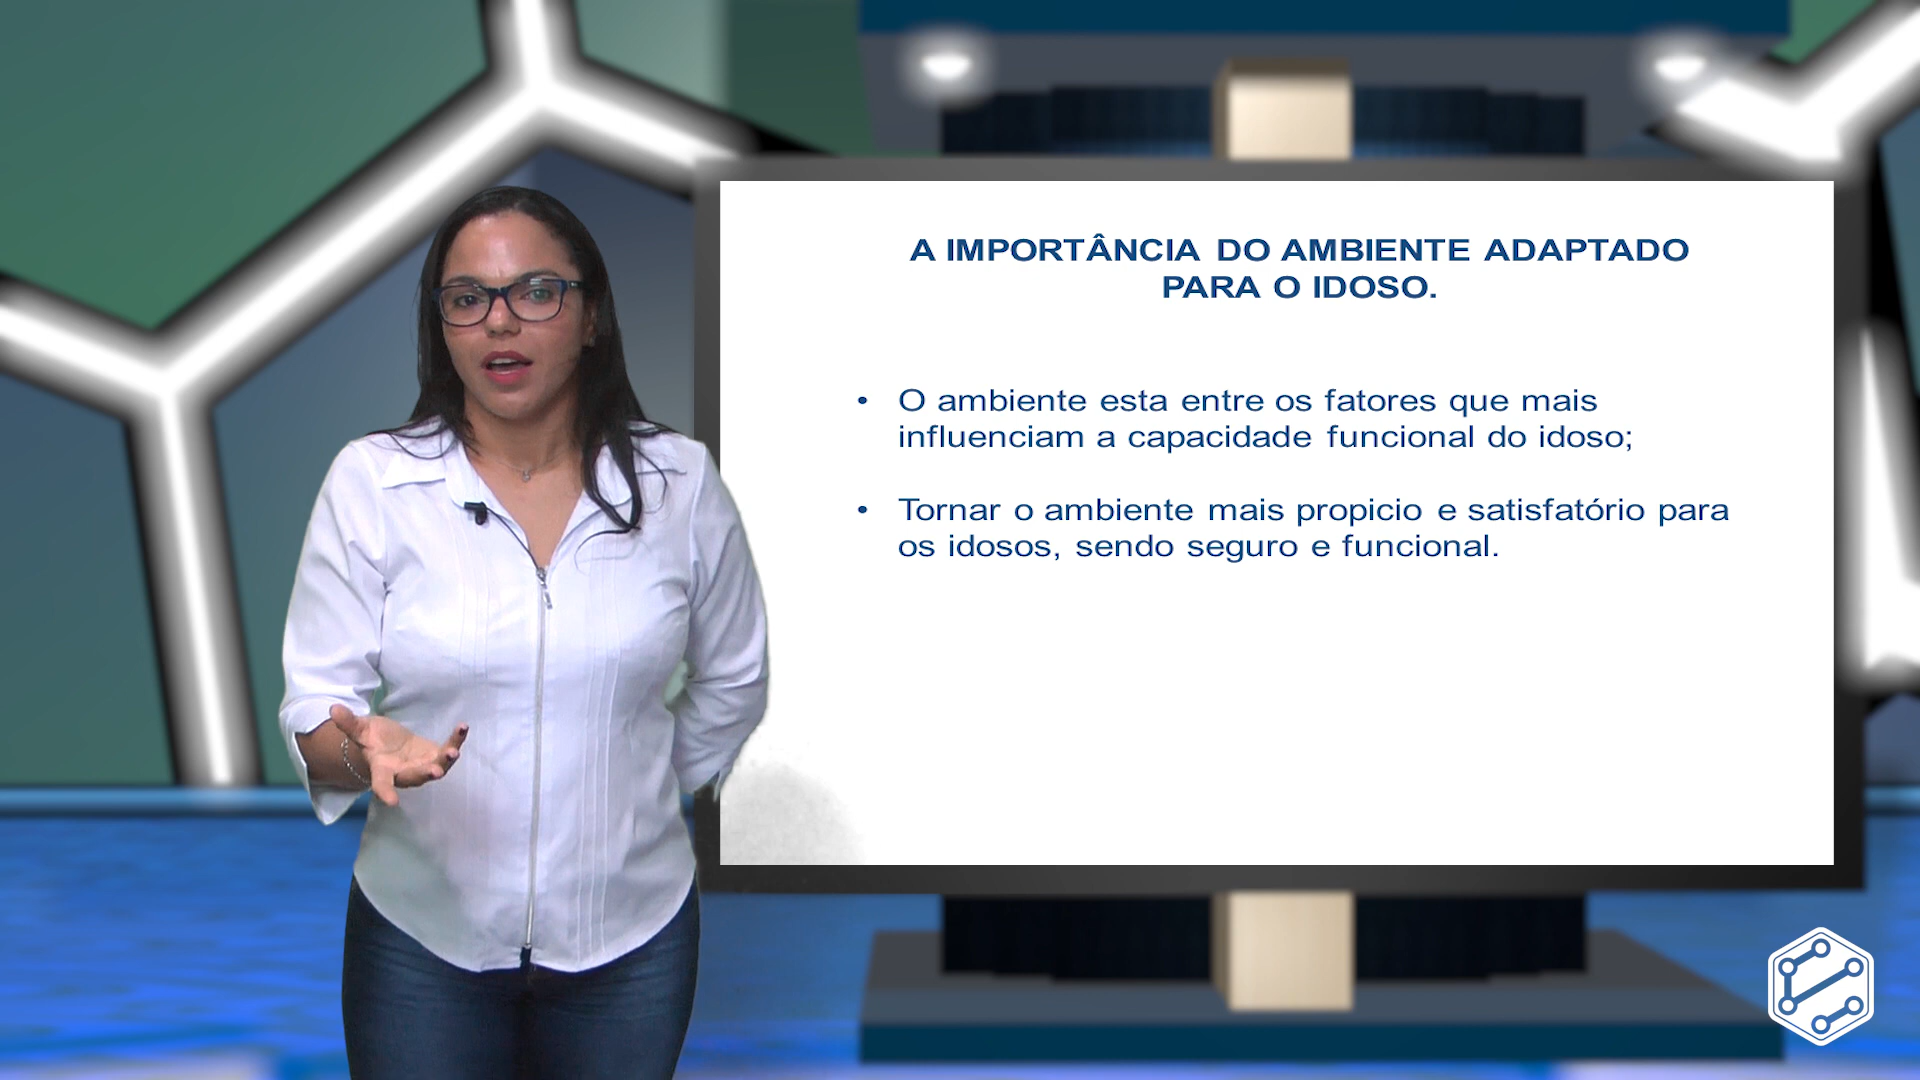 A IMPORTÂNCIA DO AMBIENTE ADAPTADO
PARA O IDOSO.
• O ambiente esta entre os fatores que mais
influenciam a capacidade funcional do idoso;
• Tornar o ambiente mais propicio e satisfatório para
os idosos, sendo seguro e funcional.